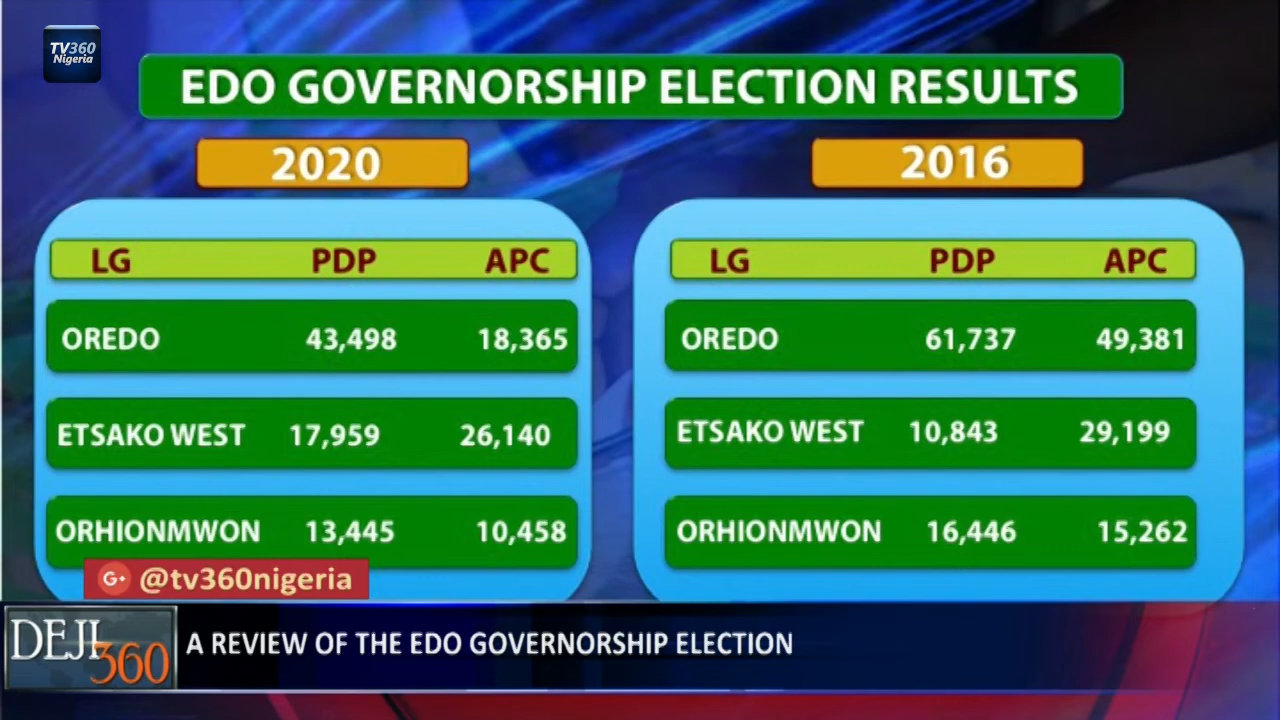 TV360
Nigeria
EDO GOVERNORSHIP ELECTION RESULTS
2020
LG PDP APC
OREDO 43,498 18,365
ETSAKO WEST 17,959 26,140
ORHIONMWON 13,445 10,458
2016
LG PDP APC
OREDO 61,737 49,381
ETSAKO WEST 10,843 29,199
ORHIONMWON 16,446 15,262
G+ @tv360nigeria
DEJI 360
A REVIEW OF THE EDO GOVERNORSHIP ELECTION